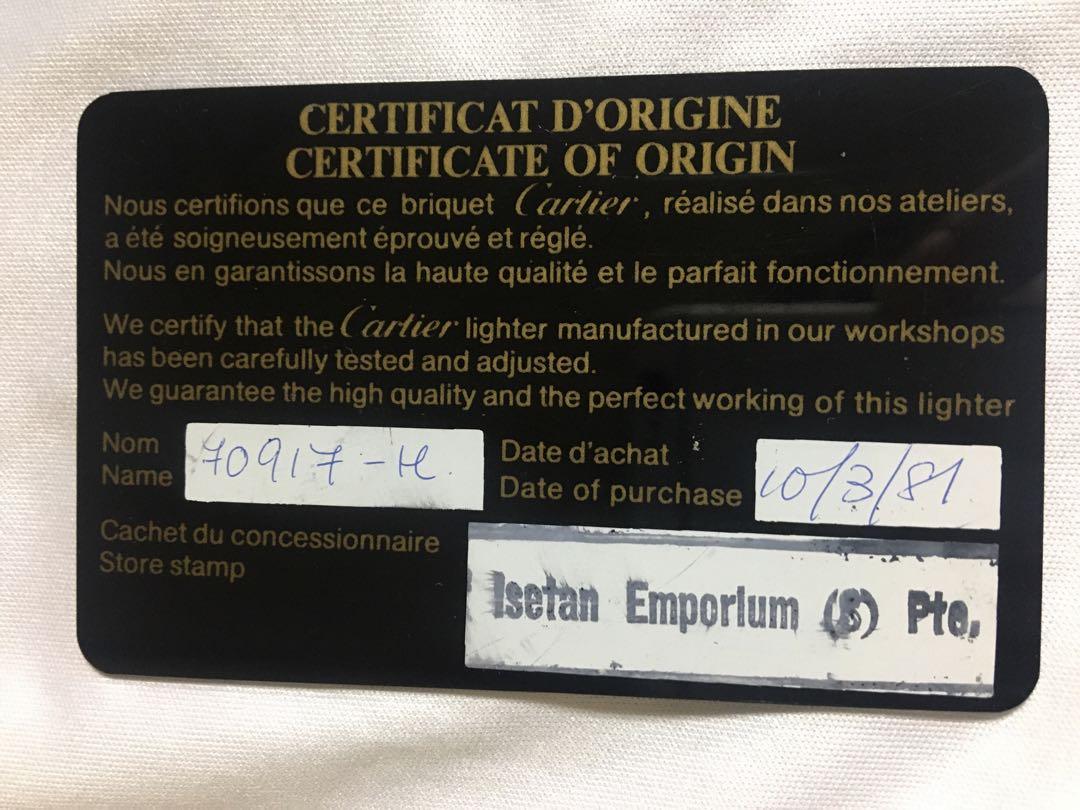 CERTIFICAT D'ORIGINE
CERTIFICATE OF ORIGIN
Nous certifions que ce briquet Cartier, réalisé dans nos ateliers,
a été soigneusement éprouvé et réglé.
Nous en garantissons la haute qualité et le parfait fonctionnement.
We certify that the Cartier lighter manufactured in our workshops
has been carefully tested and adjusted.
We guarantee the high quality and the perfect working of this lighter
Nom
Name
70917-H.
Date d'achat
Date of purchase
10/3/81
Cachet du concessionnaire
Store stamp
Isetan Emporium (S) Pte.